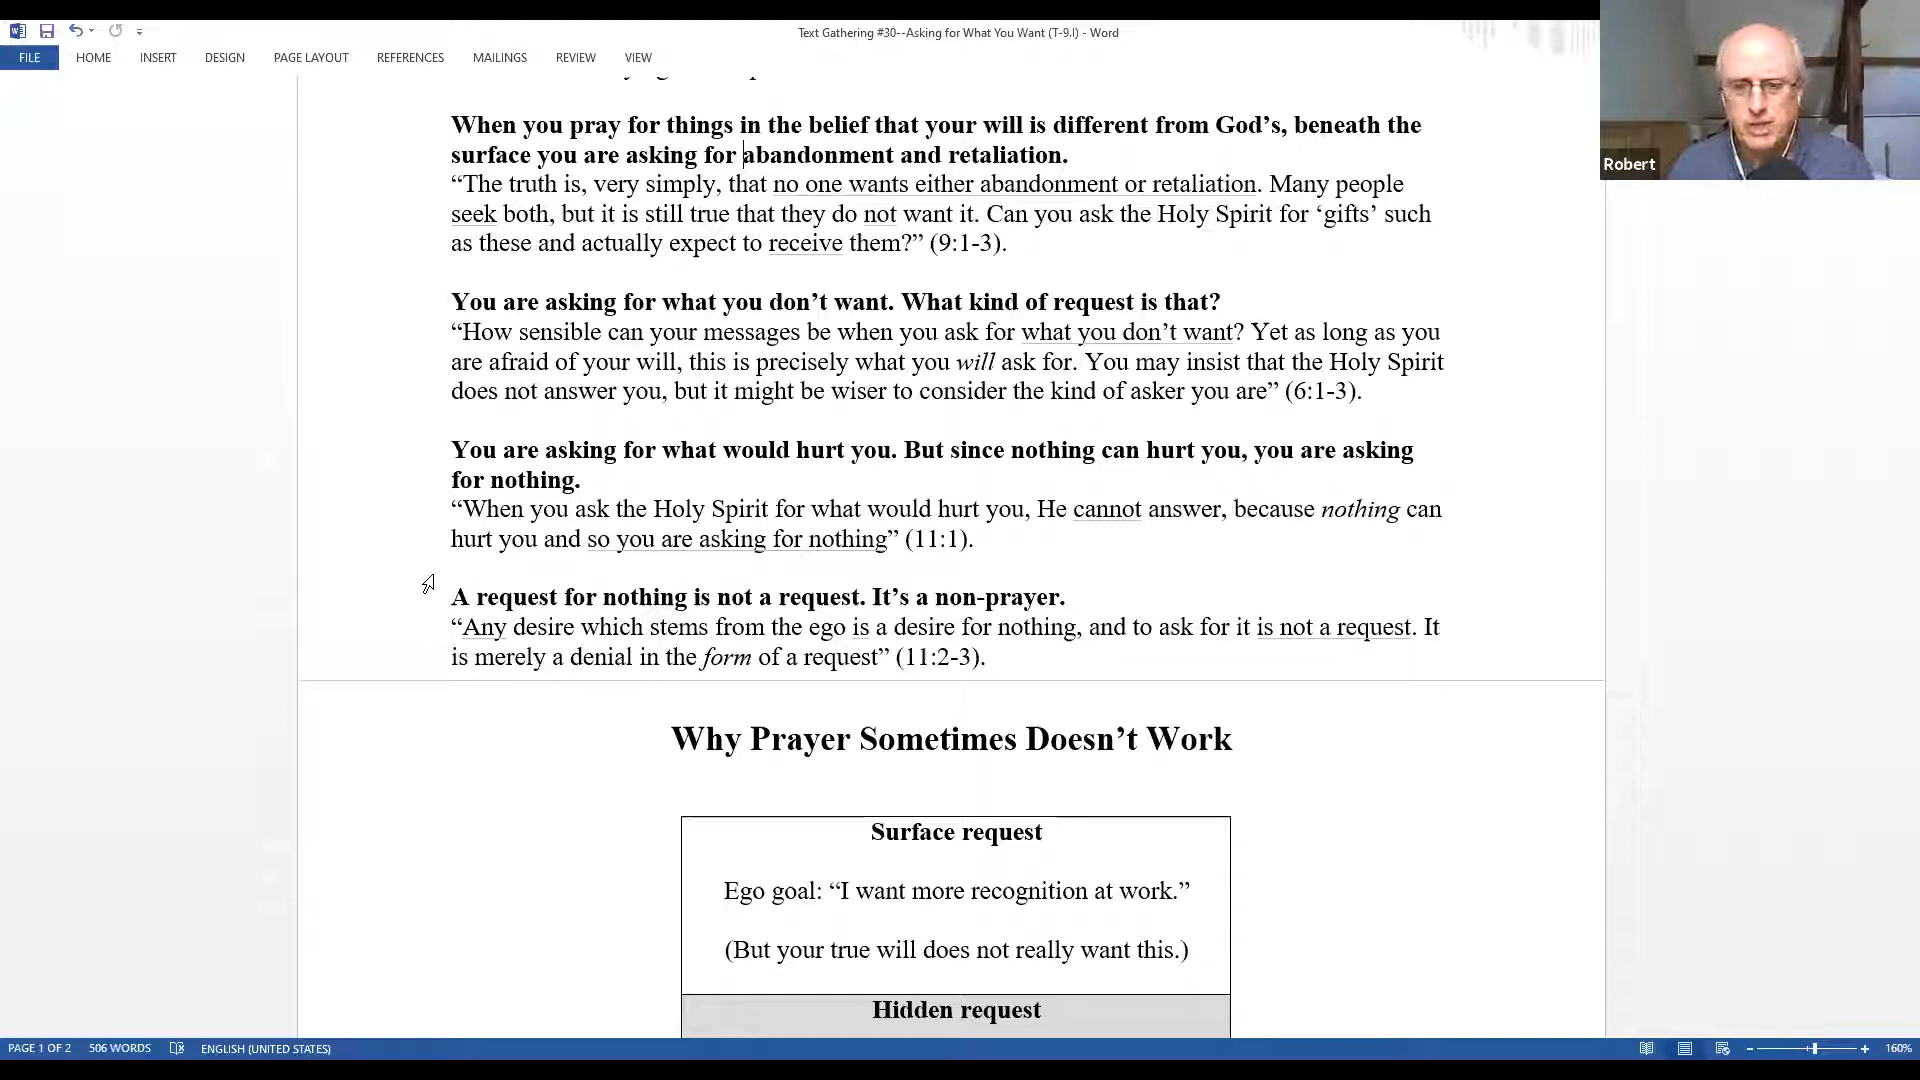 Text Gathering #30--Asking for What You Want (T-9.I) - Word
FILE HOME INSERT DESIGN PAGE LAYOUT REFERENCES MAILINGS REVIEW VIEW
Robert
When you pray for things in the belief that your will is different from God’s, beneath the
surface you are asking for abandonment and retaliation.
“The truth is, very simply, that no one wants either abandonment or retaliation. Many people
seek both, but it is still true that they do not want it. Can you ask the Holy Spirit for ‘gifts’ such
as these and actually expect to receive them?” (9:1-3).
You are asking for what you don’t want. What kind of request is that?
“How sensible can your messages be when you ask for what you don’t want? Yet as long as you
are afraid of your will, this is precisely what you will ask for. You may insist that the Holy Spirit
does not answer you, but it might be wiser to consider the kind of asker you are” (6:1-3).
You are asking for what would hurt you. But since nothing can hurt you, you are asking
for nothing.
“When you ask the Holy Spirit for what would hurt you, He cannot answer, because nothing can
hurt you and so you are asking for nothing” (11:1).
A request for nothing is not a request. It’s a non-prayer.
“Any desire which stems from the ego is a desire for nothing, and to ask for it is not a request. It
is merely a denial in the form of a request” (11:2-3).
Why Prayer Sometimes Doesn’t Work
Surface request
Ego goal: “I want more recognition at work.”
(But your true will does not really want this.)
Hidden request
PAGE 1 OF 2 506 WORDS ENGLISH (UNITED STATES) 160%